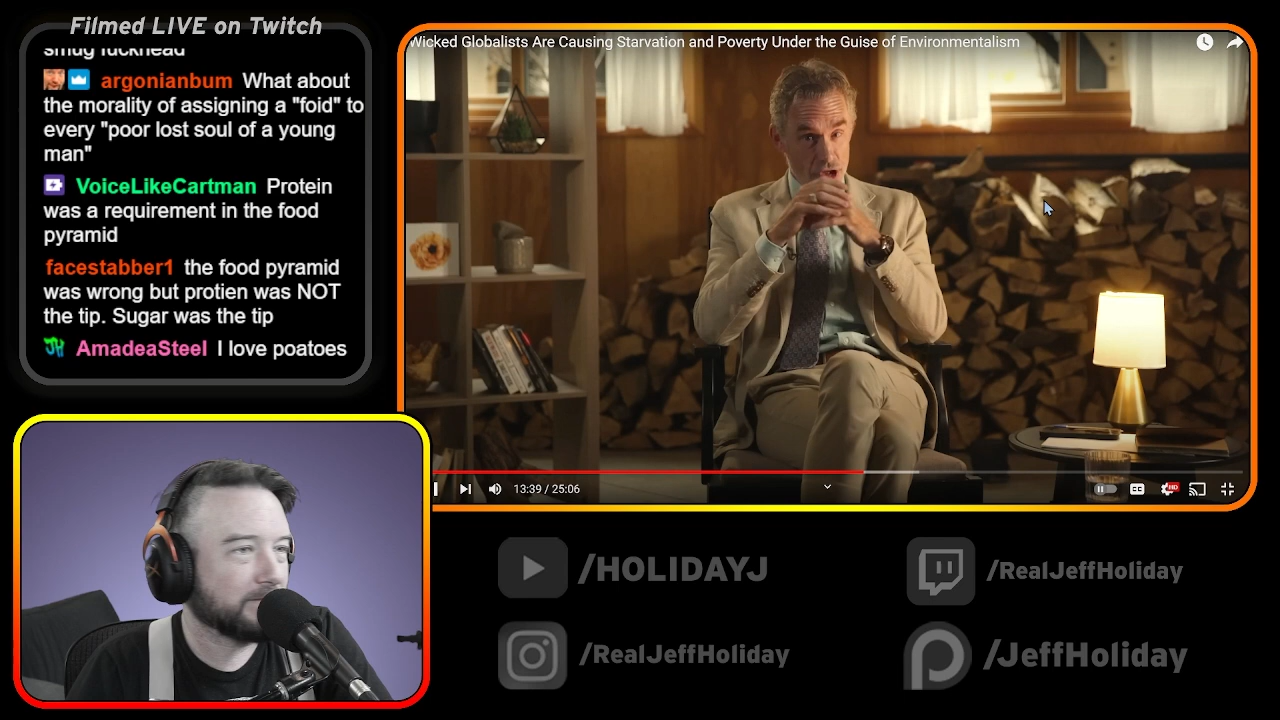 Filmed LIVE on Twitch
smug fuckhead
argonianbum What about
the morality of assigning a "foid" to
every "poor lost soul of a young
man"
VoiceLikeCartman Protein
was a requirement in the food
pyramid
facestabber1 the food pyramid
was wrong but protien was NOT
the tip. Sugar was the tip
AmadeaSteel I love poatoes
Wicked Globalists Are Causing Starvation and Poverty Under the Guise of Environmentalism
13:39 / 25:06
CC
HD
/HOLIDAYJ
/RealJeffHoliday
/RealJeffHoliday
/JeffHoliday